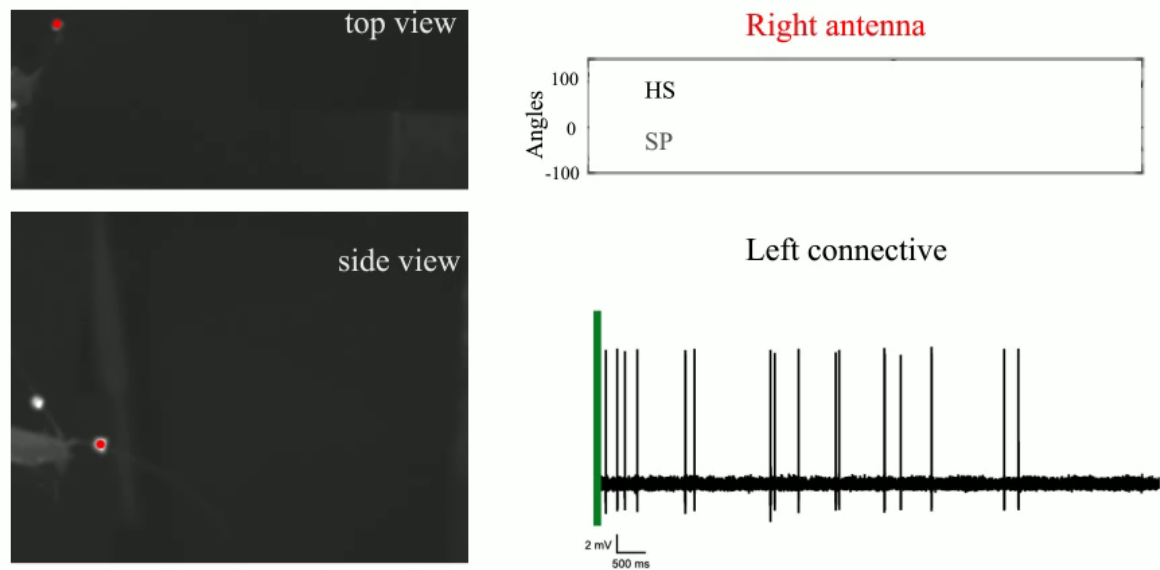 top view
Right antenna
Angles
100
0
-100
HS
SP
side view
Left connective
2 mV
500 ms